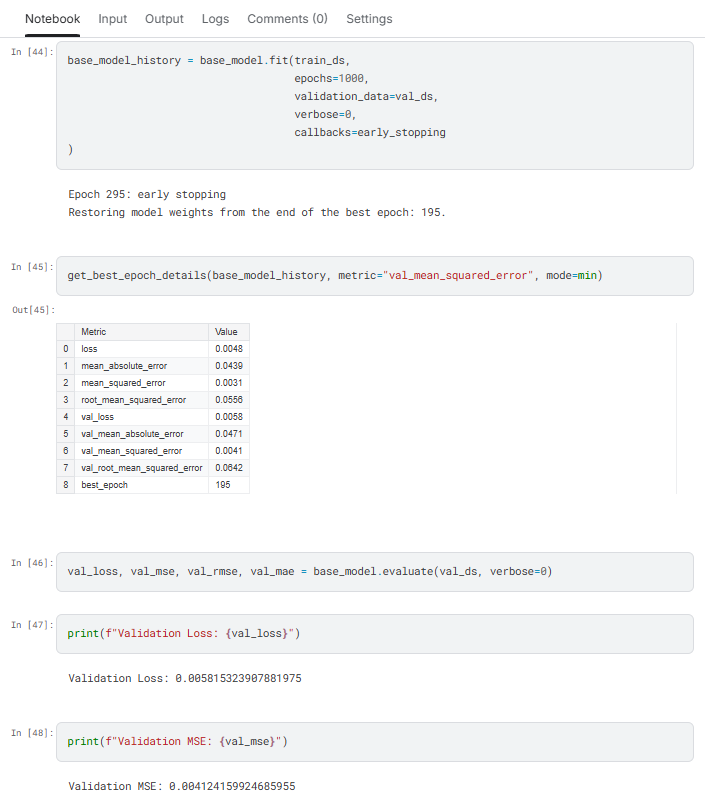 Notebook Input Output Logs Comments (0) Settings
In [44]:
base_model_history = base_model.fit(train_ds,
epochs=1000,
validation_data=val_ds,
verbose=0,
callbacks=early_stopping
)
Epoch 295: early stopping
Restoring model weights from the end of the best epoch: 195.
In [45]:
get_best_epoch_details(base_model_history, metric="val_mean_squared_error", mode=min)
Out[45]:
Metric Value
0 loss 0.0048
1 mean_absolute_error 0.0439
2 mean_squared_error 0.0031
3 root_mean_squared_error 0.0556
4 val_loss 0.0058
5 val_mean_absolute_error 0.0471
6 val_mean_squared_error 0.0041
7 val_root_mean_squared_error 0.0642
8 best_epoch 195
In [46]:
val_loss, val_mse, val_rmse, val_mae = base_model.evaluate(val_ds, verbose=0)
In [47]:
print(f"Validation Loss: {val_loss}")
Validation Loss: 0.005815323907881975
In [48]:
print(f"Validation MSE: {val_mse}")
Validation MSE: 0.004124159924685955